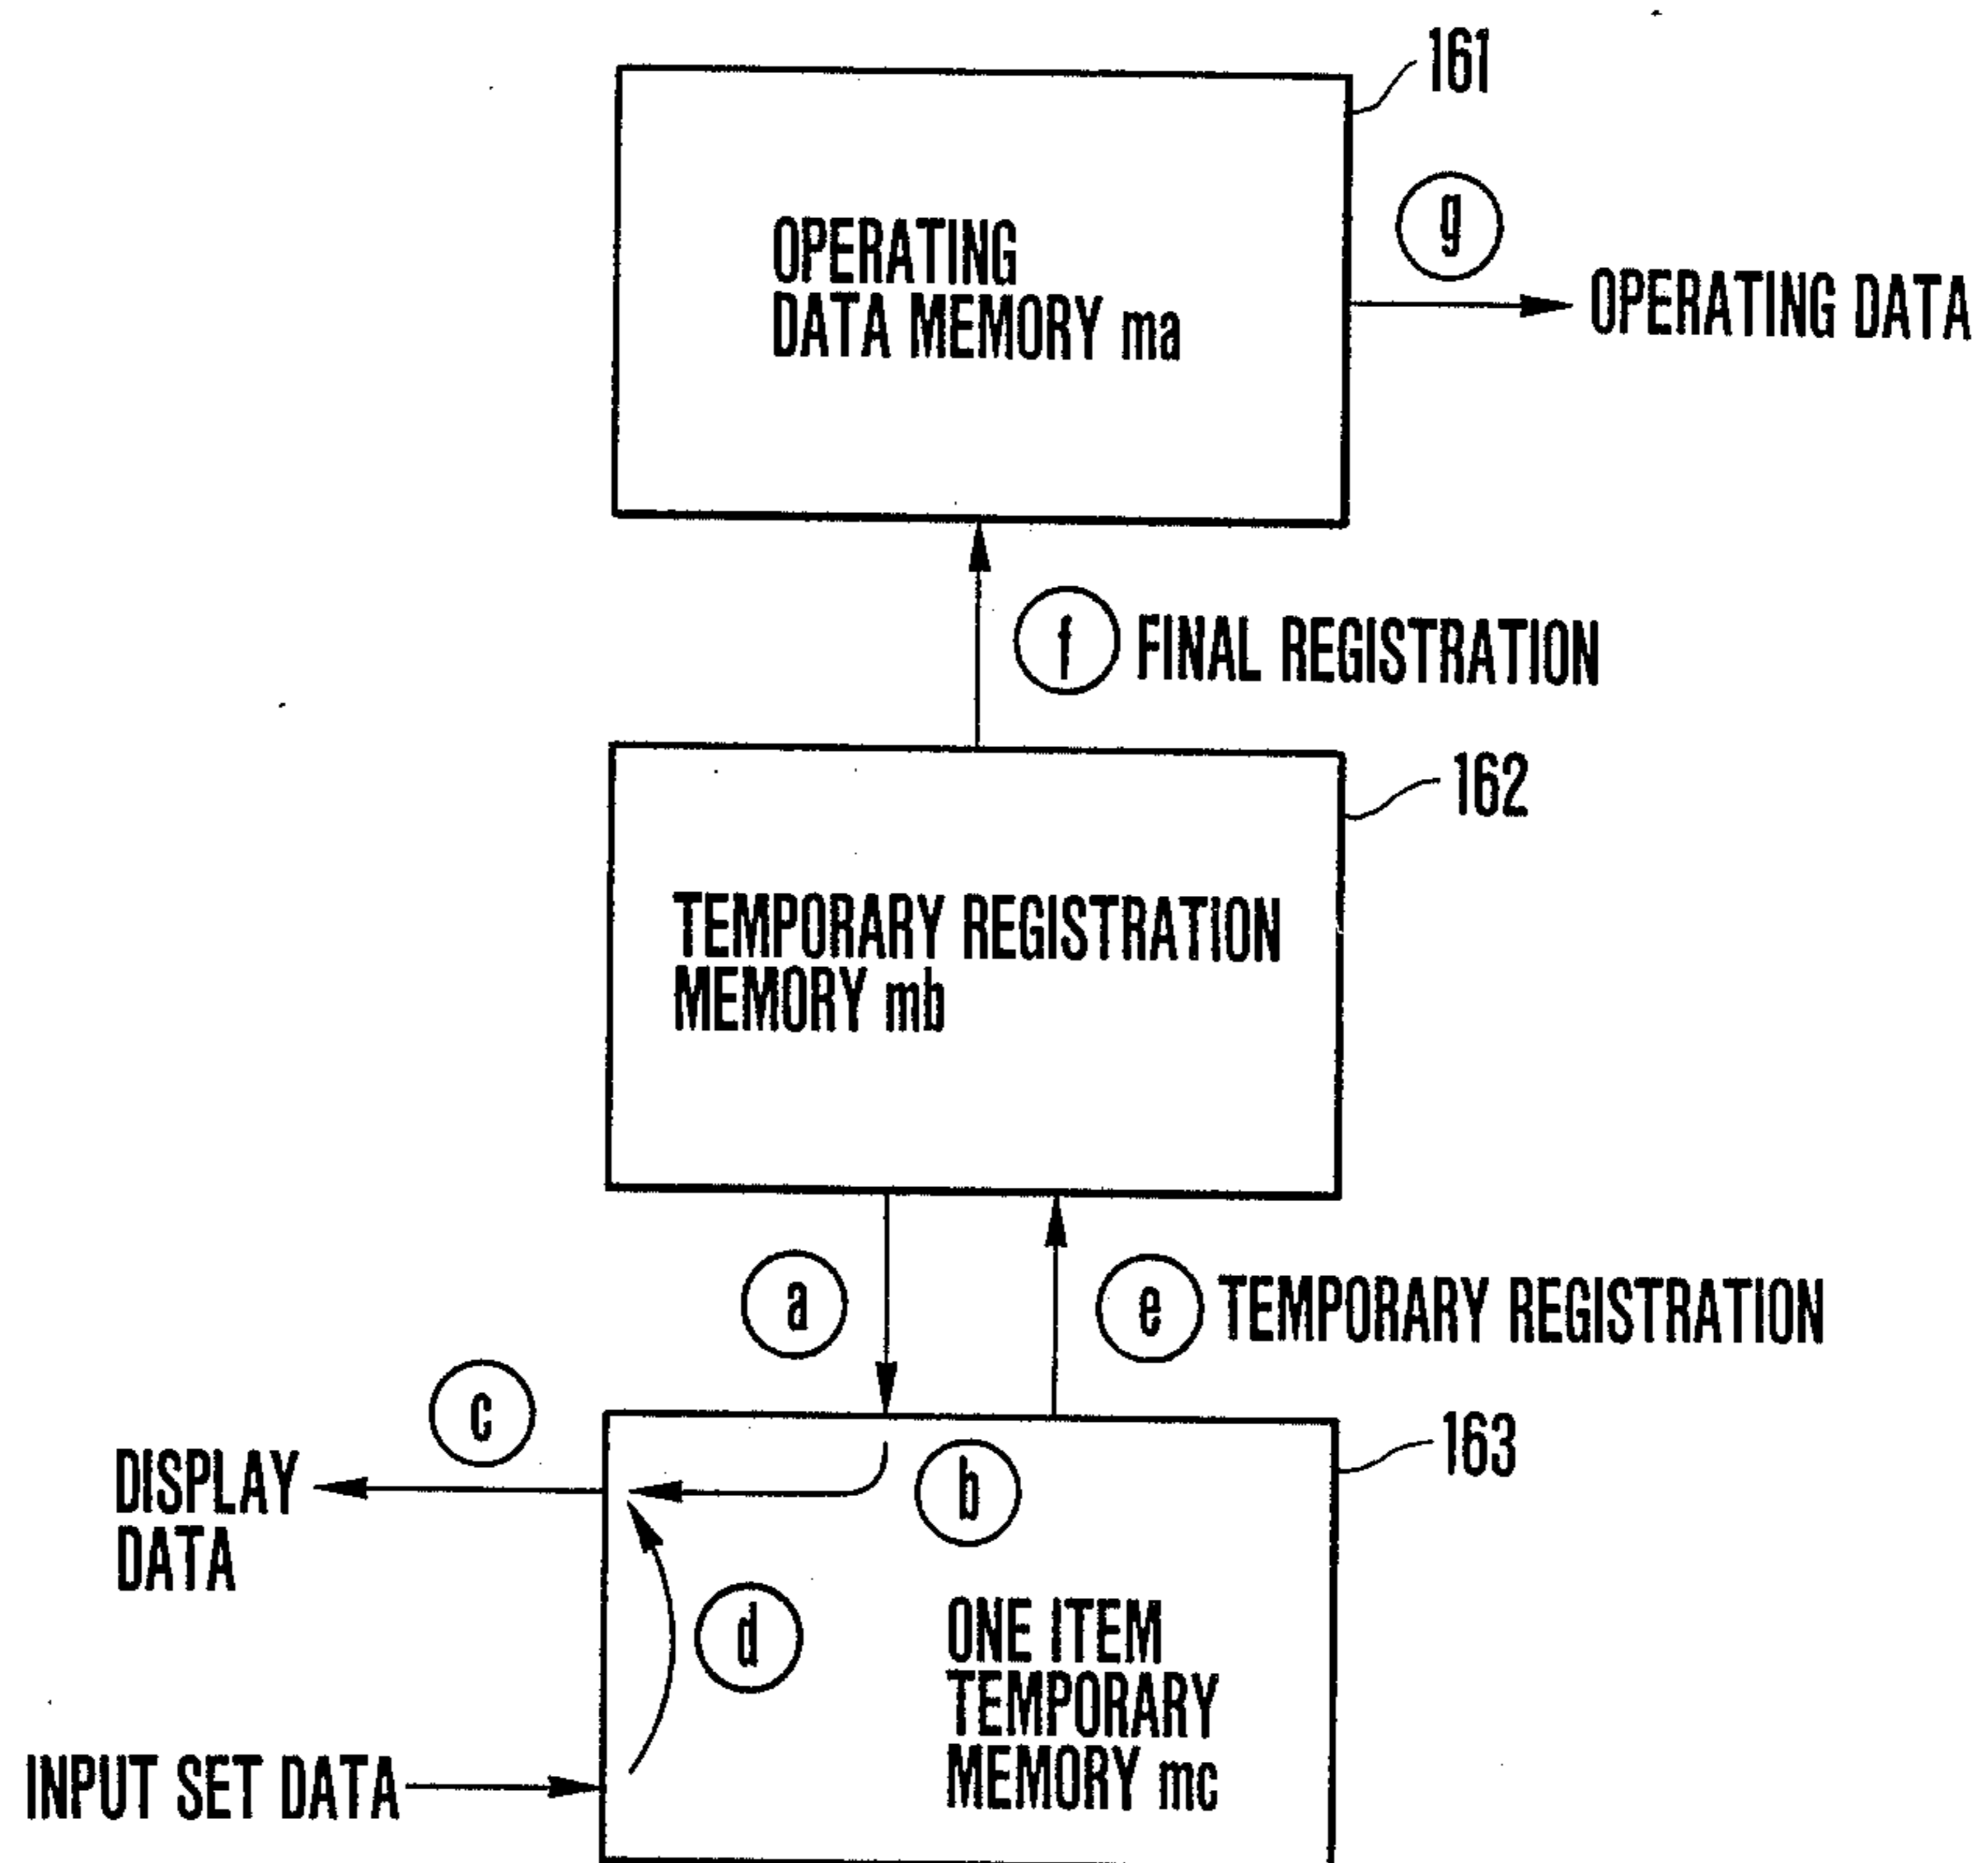 161
OPERATING
DATA MEMORY ma
g
OPERATING DATA
f FINAL REGISTRATION
162
TEMPORARY REGISTRATION
MEMORY mb
a
e TEMPORARY REGISTRATION
c
DISPLAY
DATA
b
163
d
ONE ITEM
TEMPORARY
MEMORY mc
INPUT SET DATA